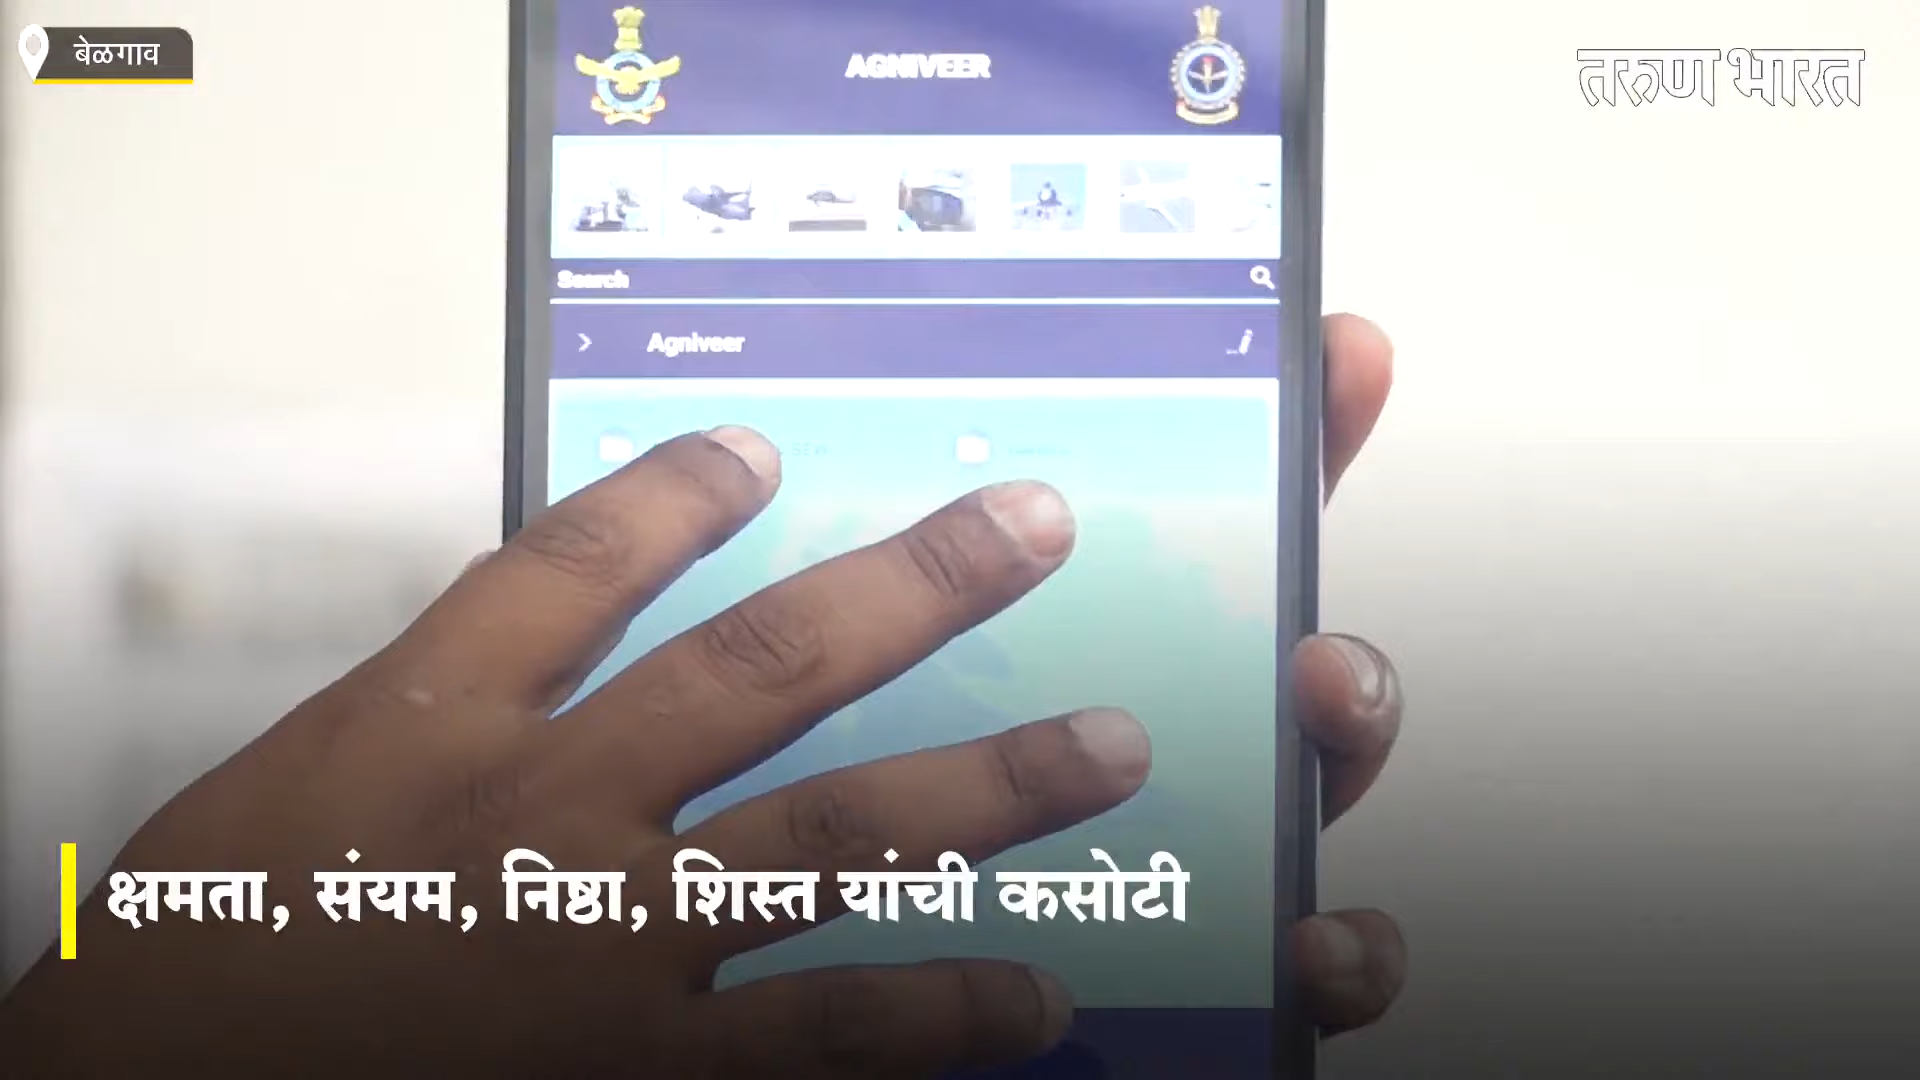 बेळगाव
तरुण भारत
AGNIVEER
Search
Agniveer
क्षमता, संयम, निष्ठा, शिस्त यांची कसोटी